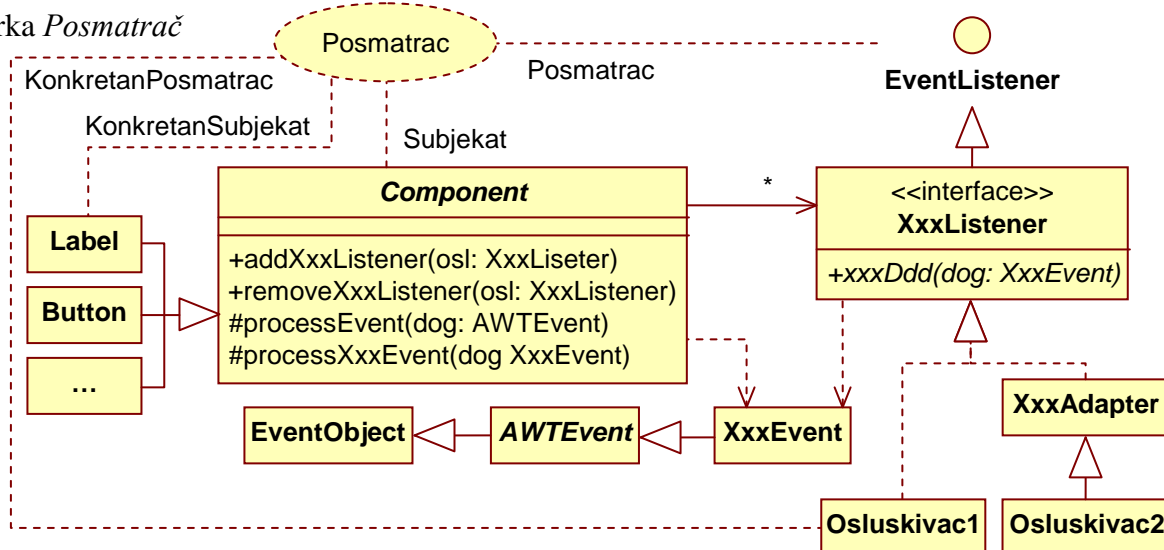 rka Posmatrač
Posmatrac
KonkretanPosmatrac
Posmatrac
EventListener
KonkretanSubjekat
Subjekat
Component
*
<<interface>>
XxxListener
Label
+addXxxListener(osl: XxxLiseter)
+xxxDdd(dog: XxxEvent)
+removeXxxListener(osl: XxxListener)
Button
#processEvent(dog: AWTEvent)
#processXxxEvent(dog XxxEvent)
...
XxxAdapter
EventObject
AWTEvent
XxxEvent
Osluskivac1
Osluskivac2